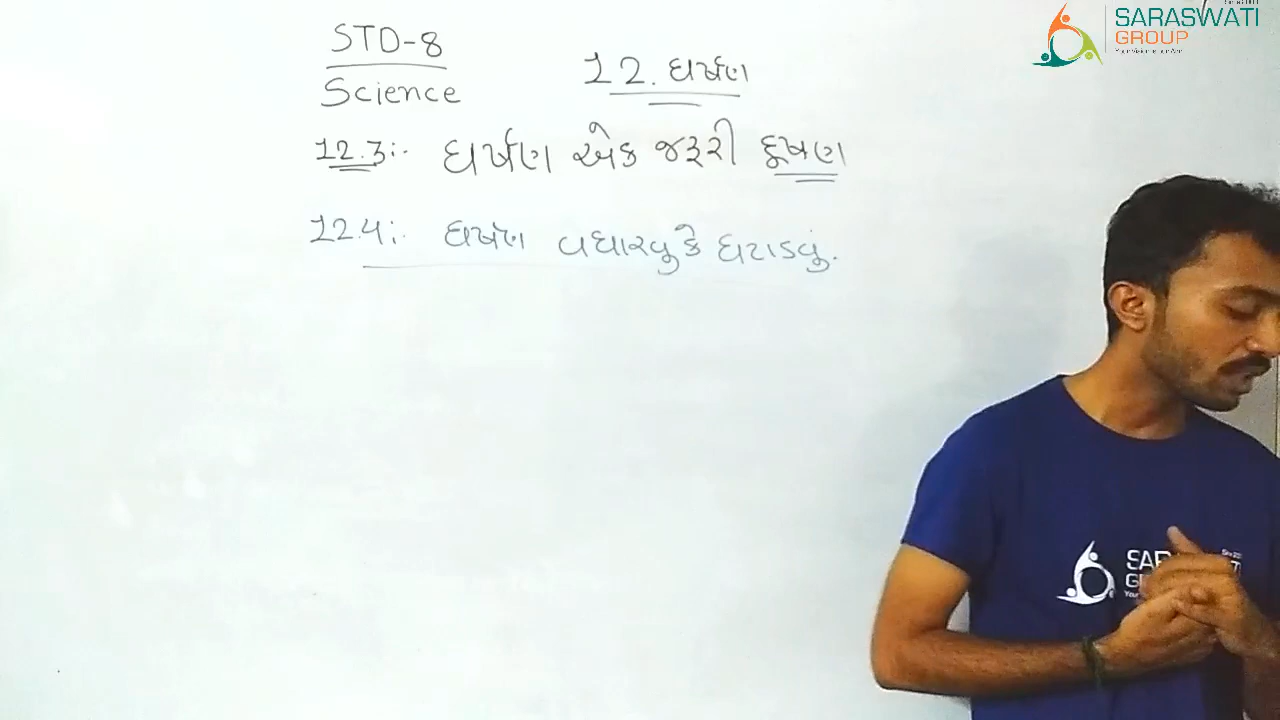 STD-8
Science
12. ઘર્ષણ
12.3:- ઘર્ષણ એક જરૂરી દૂષણ
12.4:- ઘર્ષણ વધારવુ કે ઘટાડવું.
SARASWATI
GROUP